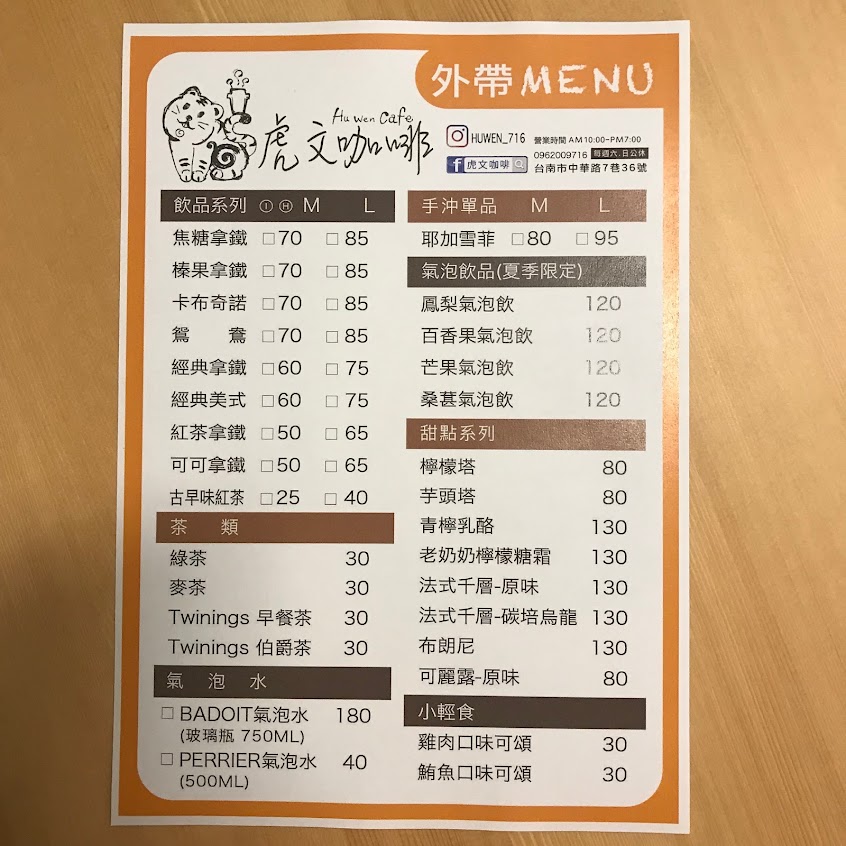 外帶MENU
Hu wen Cafe
虎文咖啡
HUWEN_716
營業時間 AM10:00-PM7:00
虎文咖啡
0962009716 每週六.日公休
台南市中華路7巷36號
飲品系列 Ⓘ Ⓗ M L
焦糖拿鐵 □70 □ 85
榛果拿鐵 □70 □ 85
卡布奇諾 □70 □ 85
鴛 鴦 □70 □ 85
經典拿鐵 □60 □ 75
經典美式 □60 □ 75
紅茶拿鐵 □50 □ 65
可可拿鐵 □50 □ 65
古早味紅茶 □25 □ 40
茶 類
綠茶 30
麥茶 30
Twinings 早餐茶 30
Twinings 伯爵茶 30
氣 泡 水
□ BADOIT氣泡水 180
(玻璃瓶 750ML)
□ PERRIER氣泡水 40
(500ML)
手沖單品 M L
耶加雪菲 □80 □ 95
氣泡飲品(夏季限定)
鳳梨氣泡飲 120
百香果氣泡飲 120
芒果氣泡飲 120
桑葚氣泡飲 120
甜點系列
檸檬塔 80
芋頭塔 80
青檸乳酪 130
老奶奶檸檬糖霜 130
法式千層-原味 130
法式千層-碳培烏龍 130
布朗尼 130
可麗露-原味 80
小輕食
雞肉口味可頌 30
鮪魚口味可頌 30